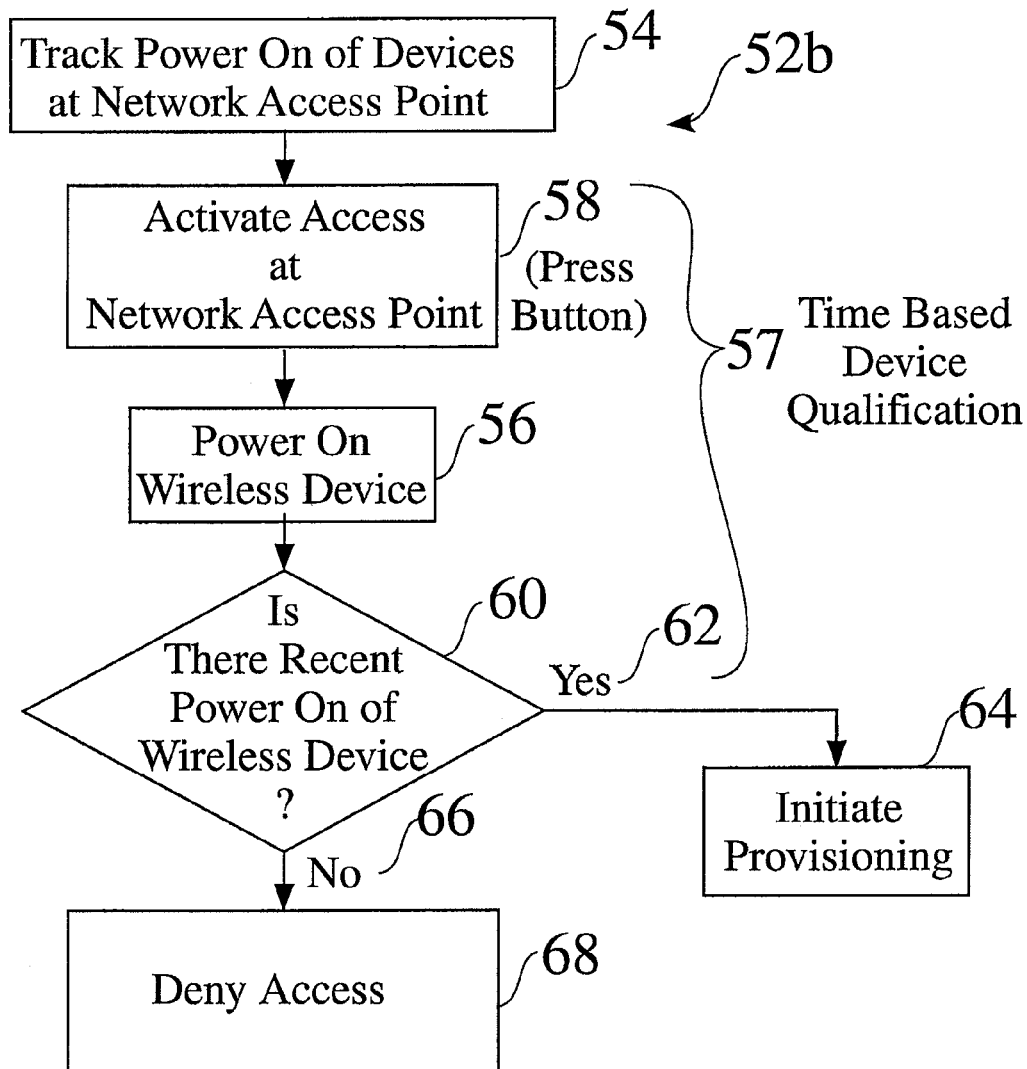 Track Power On of Devices
at Network Access Point
54
52b
Activate Access
at
Network Access Point
58
(Press
Button)
57
Time Based
Device
Qualification
Power On
Wireless Device
56
Is
There Recent
Power On of
Wireless Device
?
60
Yes
62
64
Initiate
Provisioning
66
No
Deny Access
68